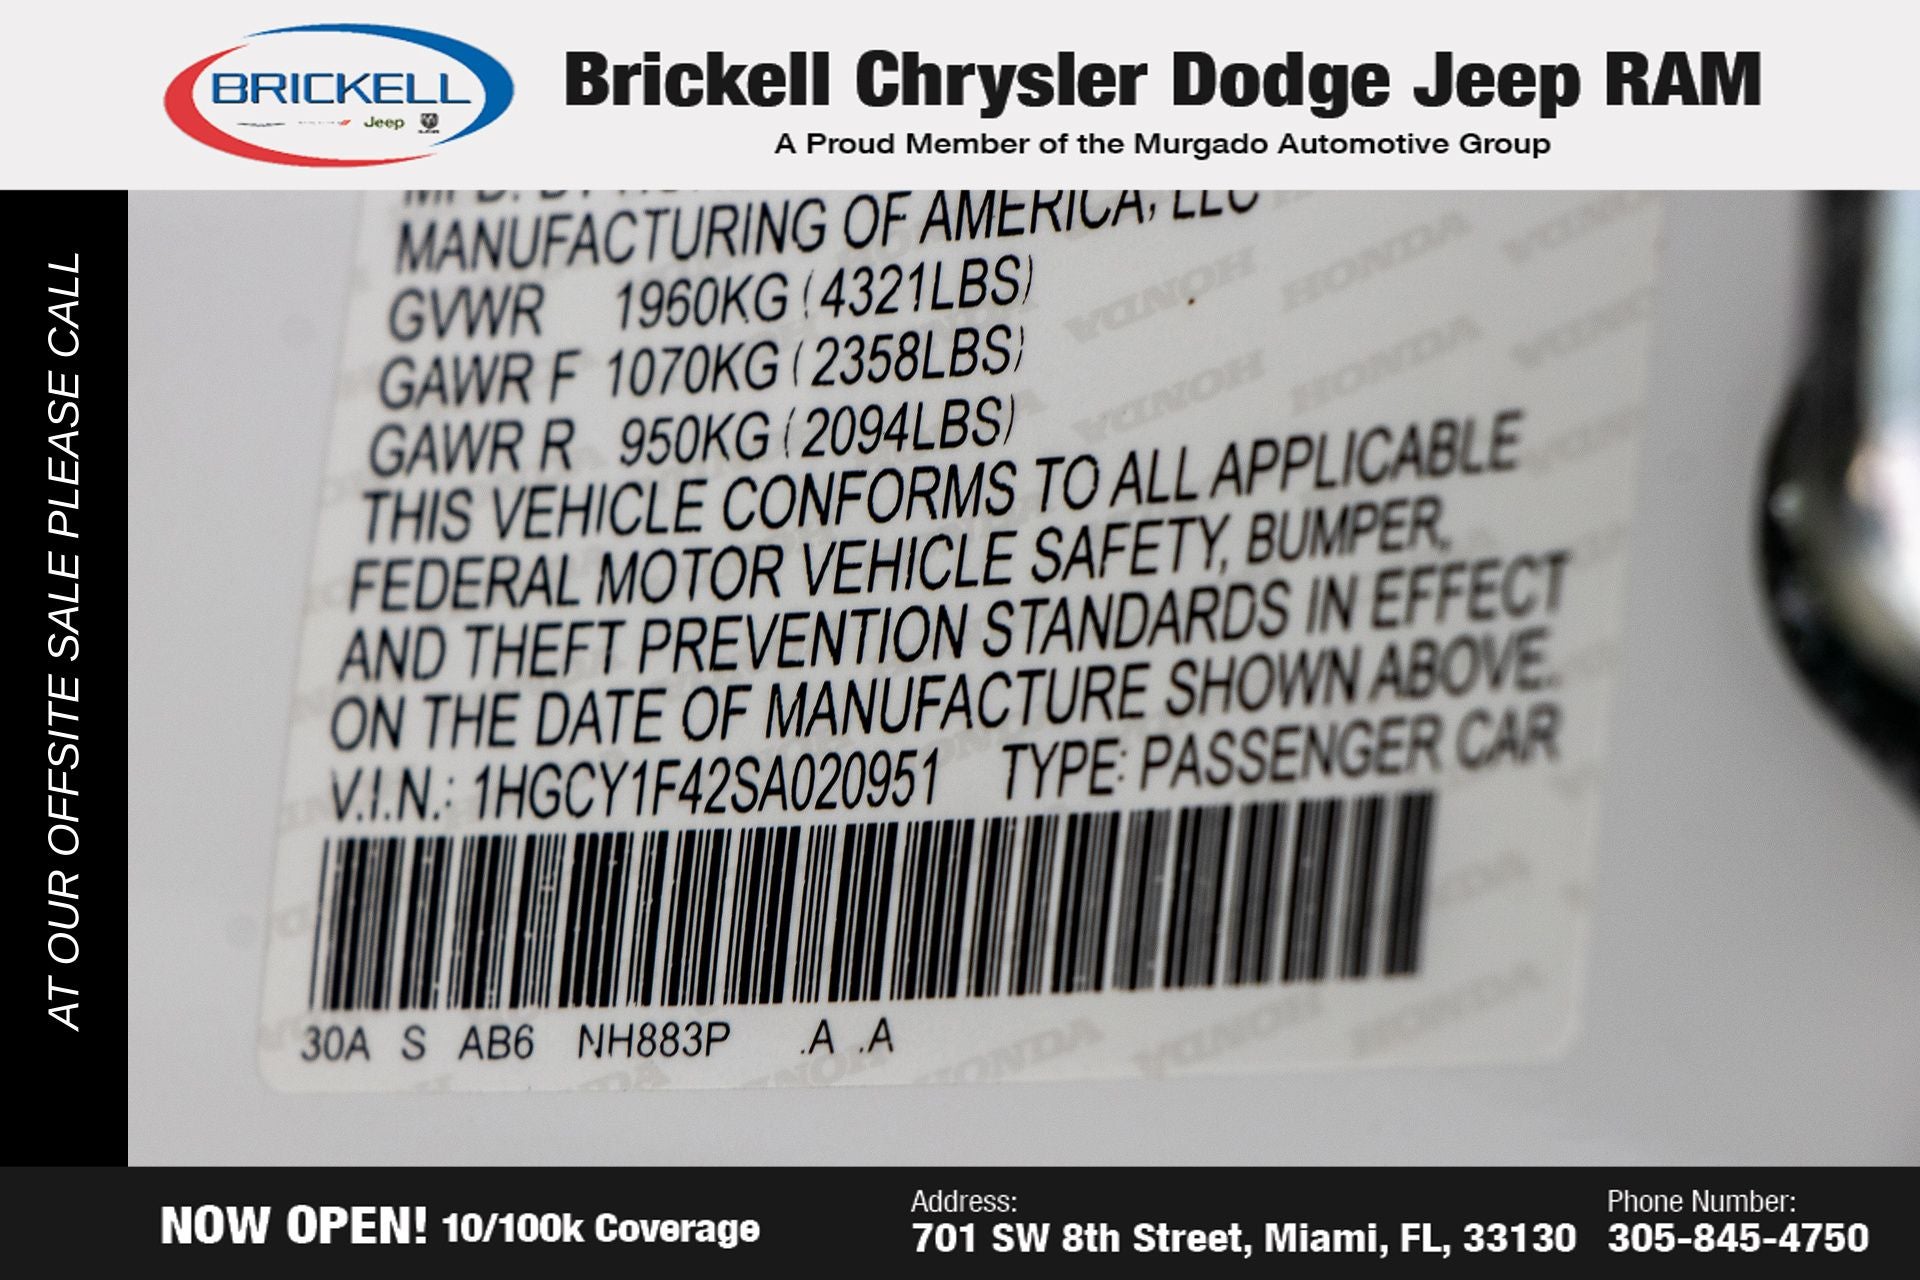 BRICKELL
Jeep
Brickell Chrysler Dodge Jeep RAM
A Proud Member of the Murgado Automotive Group
AT OUR OFFSITE SALE PLEASE CALL
MANUFACTURING OF AMERICA, LLC
GVWR 1960KG (4321LBS)
GAWR F 1070KG (2358LBS)
GAWR R 950KG (2094LBS)
THIS VEHICLE CONFORMS TO ALL APPLICABLE
FEDERAL MOTOR VEHICLE SAFETY, BUMPER,
AND THEFT PREVENTION STANDARDS IN EFFECT
ON THE DATE OF MANUFACTURE SHOWN ABOVE.
V.I.N.: 1HGCY1F42SA020951 TYPE: PASSENGER CAR
30A S AB6 NH883P .A .A
NOW OPEN! 10/100k Coverage
Address:
701 SW 8th Street, Miami, FL, 33130
Phone Number:
305-845-4750